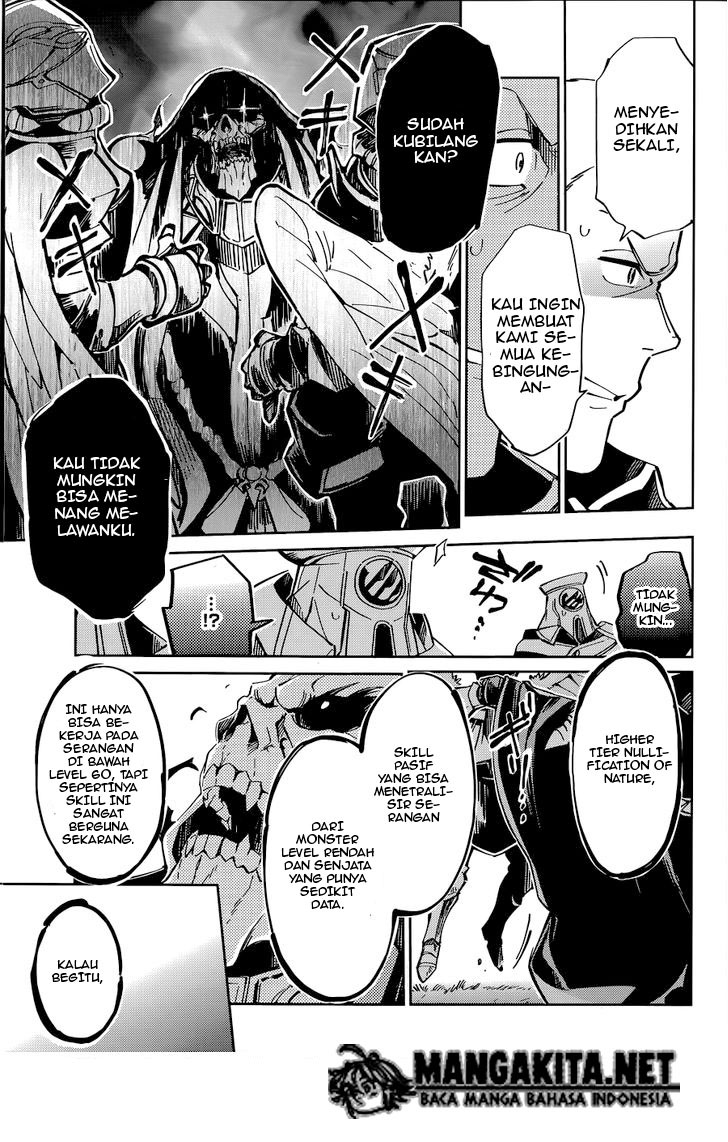 MENYE-
DIHKAN
SEKALI,
KAU INGIN
MEMBUAT
KAMI SE-
MUA KE-
BINGUNG-
AN-
SUDAH
KUBILANG
KAN?
KAU TIDAK
MUNGKIN
BISA ME-
NANG ME-
LAWANKU.
TIDAK
MUNG-
KIN...
...!?
HIGHER
TIER NULLI-
FICATION OF
NATURE,
SKILL
PASIF
YANG BISA
MENETRALI-
SIR SE-
RANGAN
DARI
MONSTER
LEVEL RENDAH
DAN SENJATA
YANG PUNYA
SEDIKIT
DATA.
INI HANYA
BISA BE-
KERJA PADA
SERANGAN
DI BAWAH
LEVEL 60, TAPI
SEPERTINYA
SKILL INI
SANGAT
BERGUNA
SEKARANG.
KALAU
BEGITU,
MANGAKITA.NET
BACA MANGA BAHASA INDONESIA